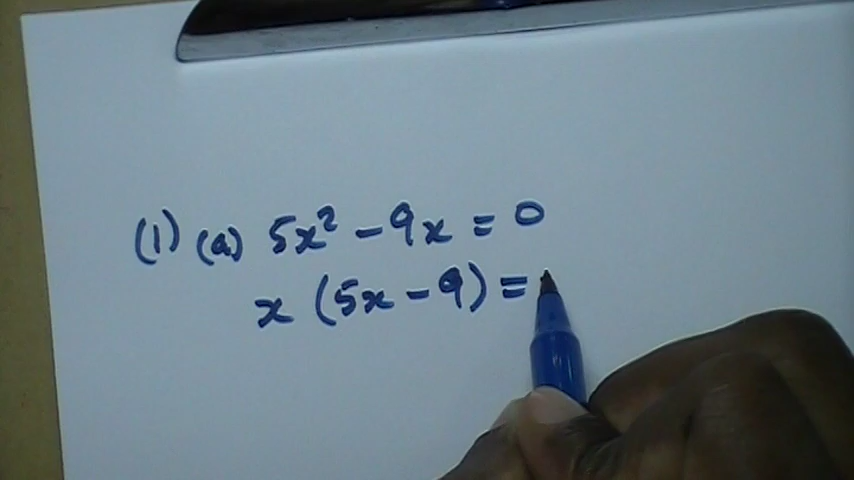 (1) (a) 5x² - 9x = 0
x (5x - 9) =